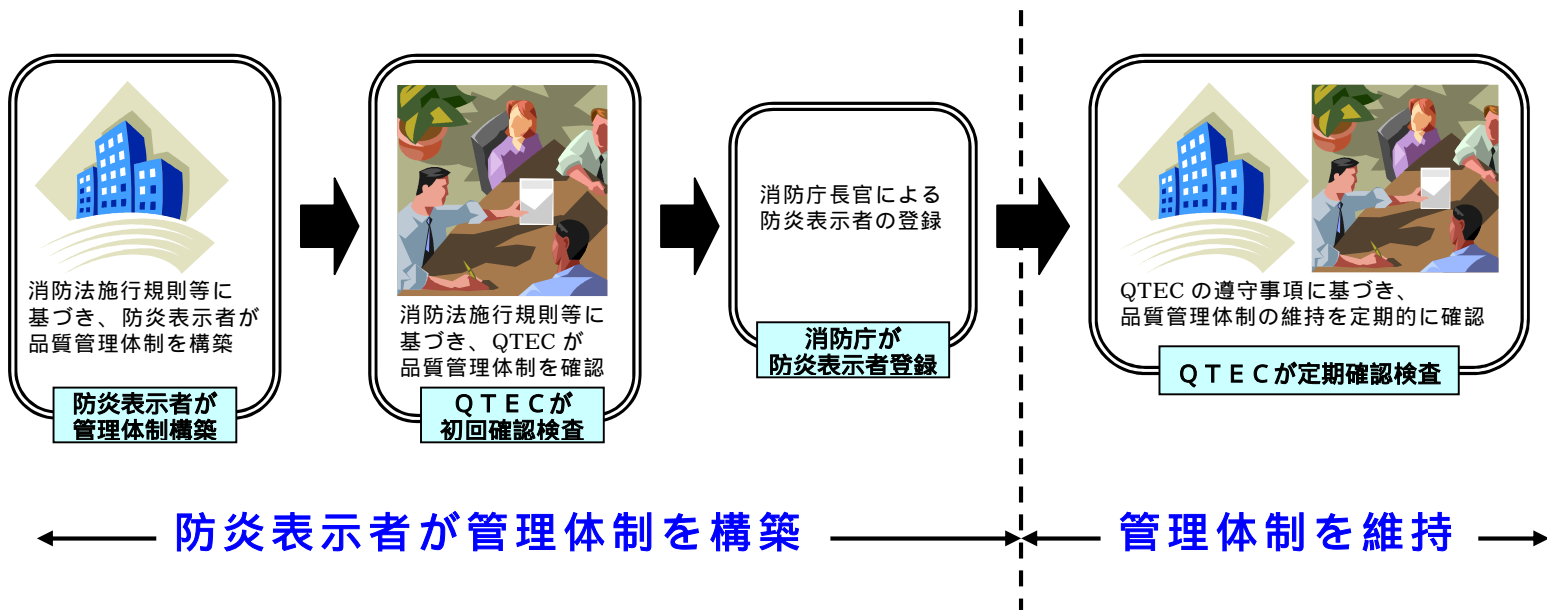 消防法施行規則等に
基づき、防炎表示者が
品質管理体制を構築
防炎表示者が
管理体制構築
消防法施行規則等に
基づき、QTEC が
品質管理体制を確認
ＱＴＥＣが
初回確認検査
消防庁長官による
防炎表示者の登録
消防庁が
防炎表示者登録
QTEC の遵守事項に基づき、
品質管理体制の維持を定期的に確認
ＱＴＥＣが定期確認検査
防炎表示者が管理体制を構築
管理体制を維持